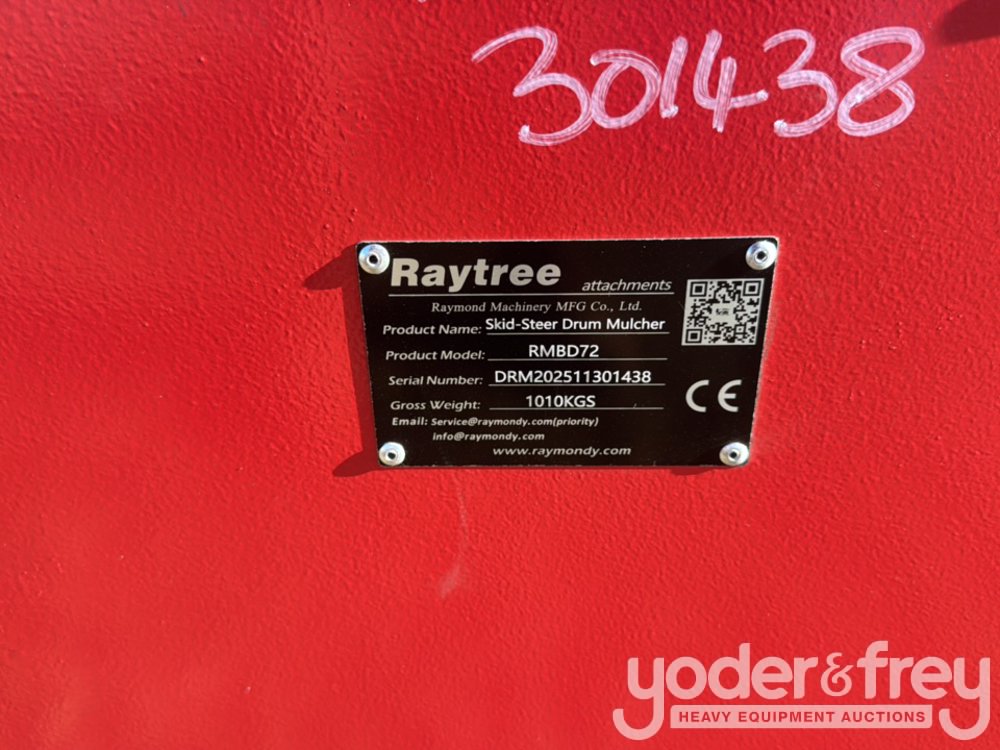 301438
Raytree attachments
Raymond Machinery MFG Co., Ltd.
Product Name: Skid-Steer Drum Mulcher
Product Model: RMBD72
Serial Number: DRM202511301438
Gross Weight: 1010KGS
CE
Email: Service@raymondy.com(priority)
info@raymondy.com
www.raymondy.com
yoder&frey
HEAVY EQUIPMENT AUCTIONS